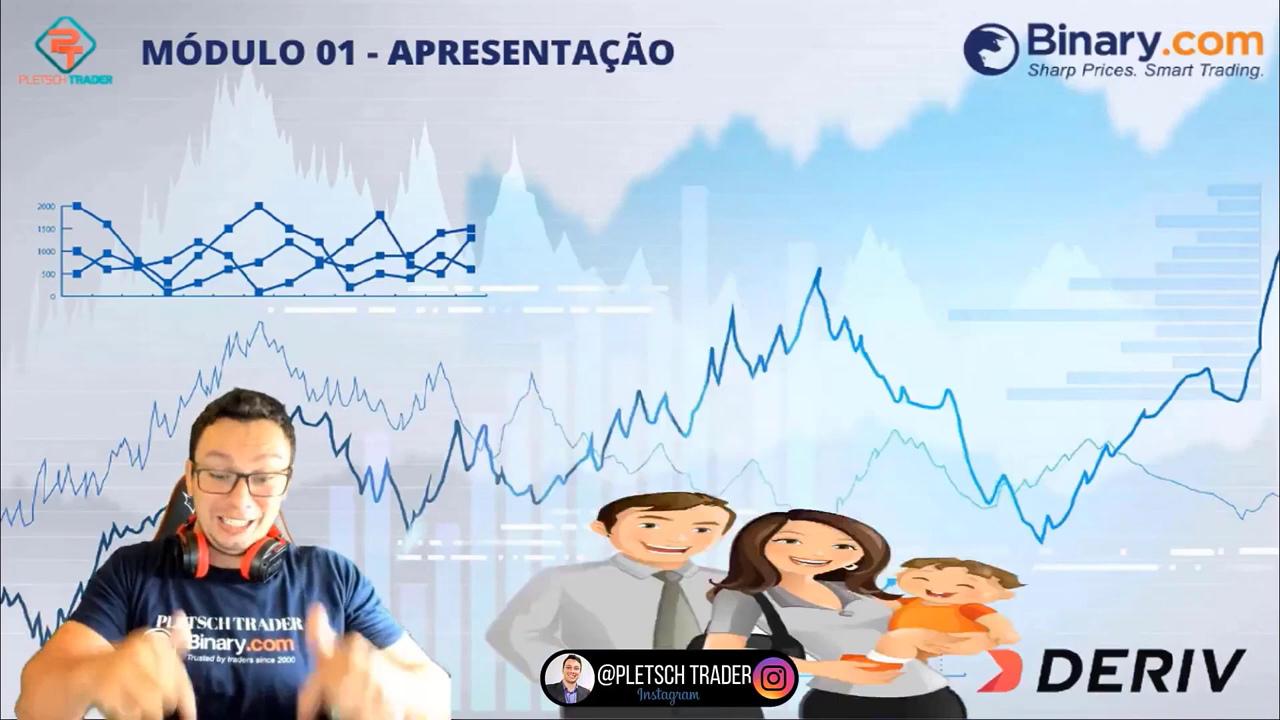 PLETSCH TRADER
MÓDULO 01 - APRESENTAÇÃO
Binary.com
Sharp Prices. Smart Trading.
2000
1500
1000
500
0
PLETSCH TRADER
Binary.com
Trusted by traders since 2000
@PLETSCH TRADER
Instagram
DERIV